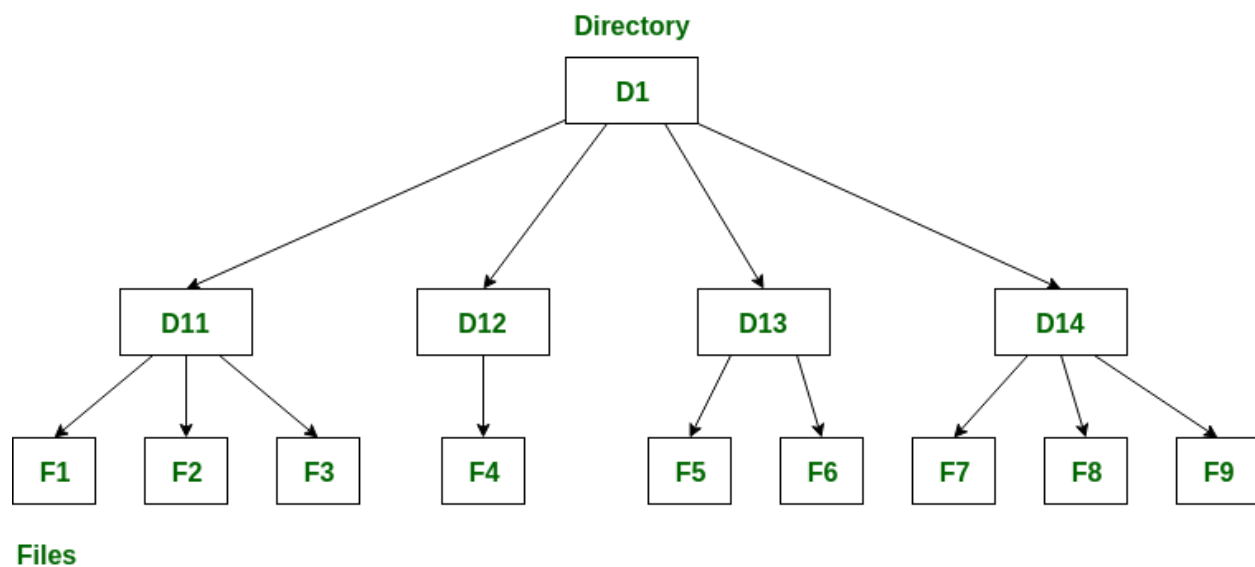 Directory
D1
D11 D12 D13 D14
F1 F2 F3 F4 F5 F6 F7 F8 F9
Files